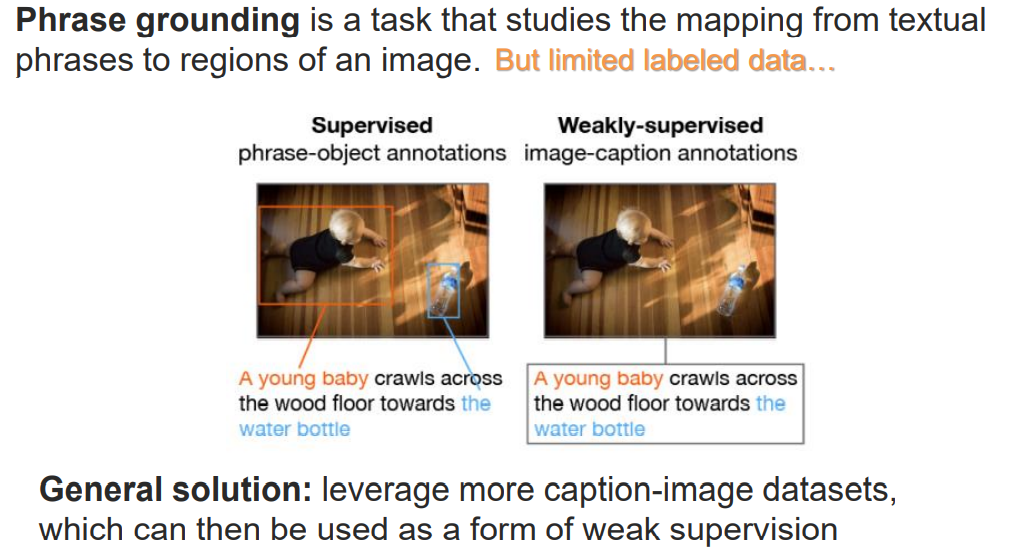 Phrase grounding is a task that studies the mapping from textual
phrases to regions of an image. But limited labeled data...
Supervised
phrase-object annotations
Weakly-supervised
image-caption annotations
A young baby crawls across
the wood floor towards the
water bottle
A young baby crawls across
the wood floor towards the
water bottle
General solution: leverage more caption-image datasets,
which can then be used as a form of weak supervision